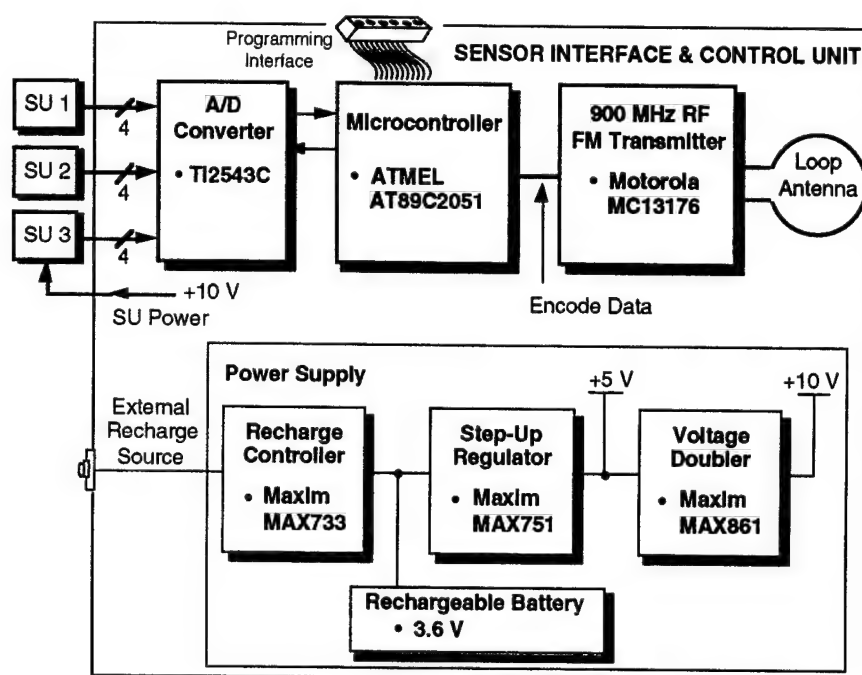 Programming
Interface
SENSOR INTERFACE & CONTROL UNIT
SU 1
4
SU 2
4
SU 3
4
A/D
Converter
• TI2543C
Microcontroller
• ATMEL
AT89C2051
900 MHz RF
FM Transmitter
• Motorola
MC13176
Loop
Antenna
+10 V
SU Power
Encode Data
Power Supply
+5 V
+10 V
External
Recharge
Source
Recharge
Controller
• Maxim
MAX733
Step-Up
Regulator
• Maxim
MAX751
Voltage
Doubler
• Maxim
MAX861
Rechargeable Battery
• 3.6 V